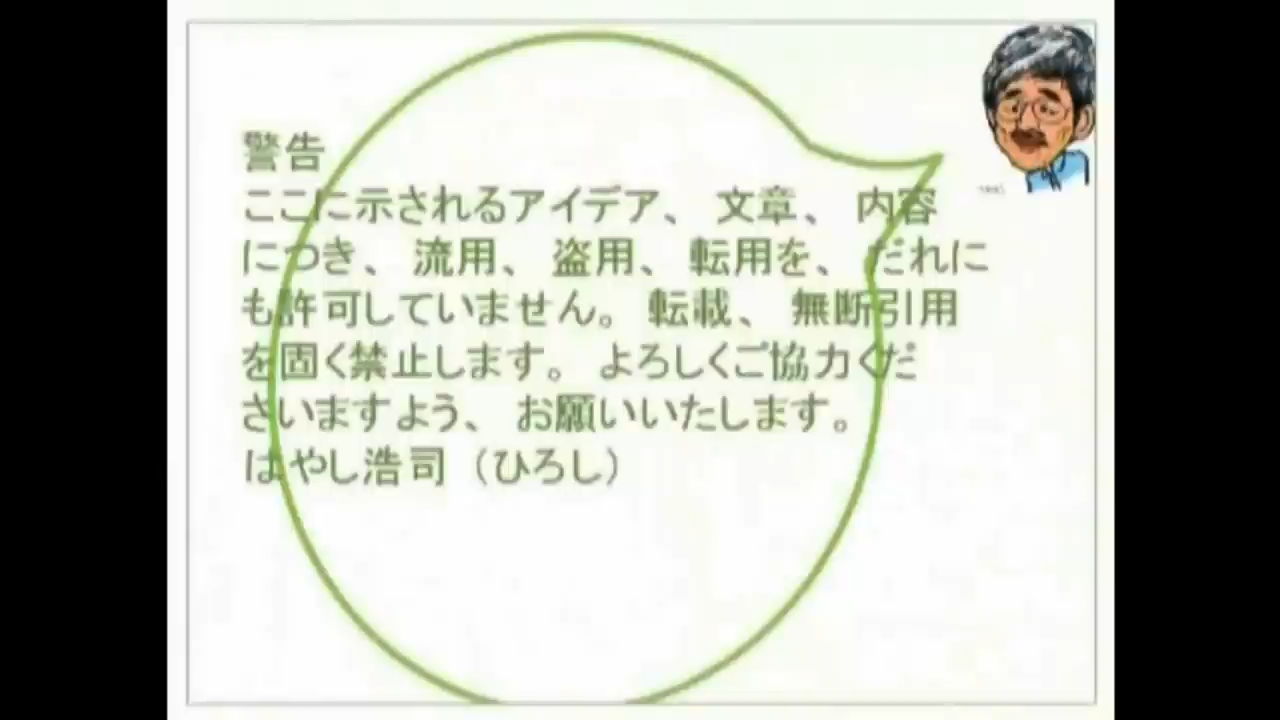 警告
ここに示されるアイデア、 文章、 内容
につき、 流用、 盗用、 転用を、 だれに
も許可していません。 転載、 無断引用
を固く禁止します。 よろしくご協力くだ
さいますよう、 お願いいたします。
はやし浩司 (ひろし)